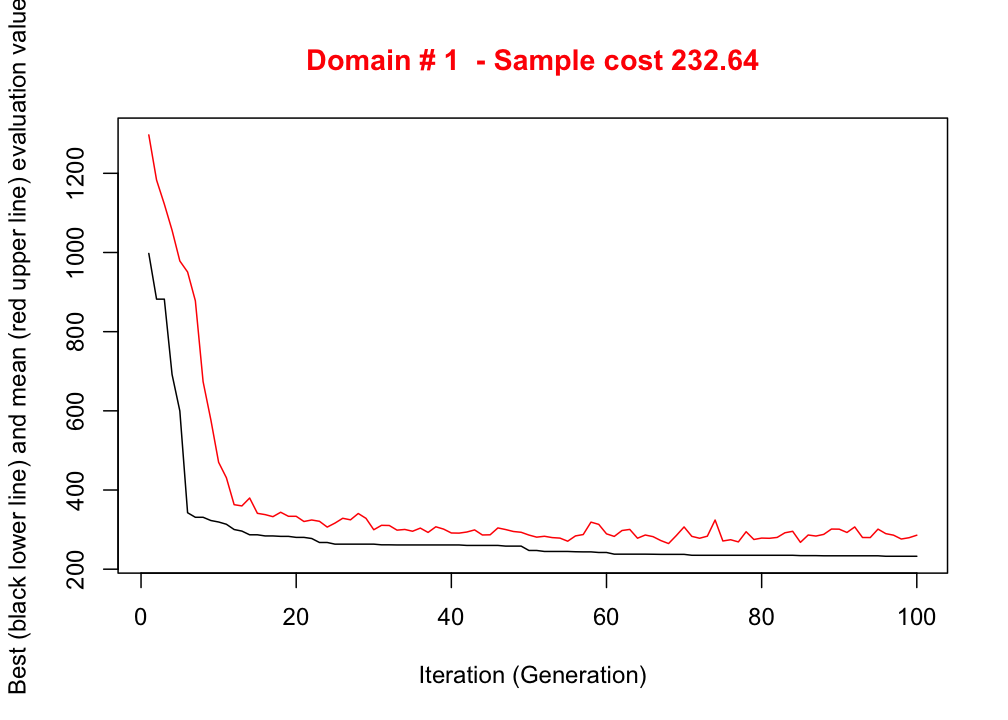 Domain # 1  - Sample cost 232.64
Best (black lower line) and mean (red upper line) evaluation value
1200
1000
800
600
400
200
0 20 40 60 80 100
Iteration (Generation)